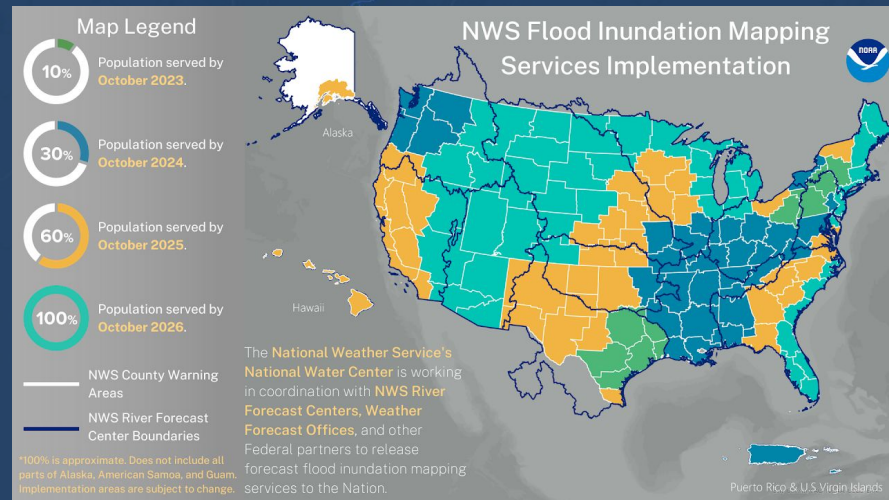 Map Legend
10%
Population served by
October 2023.
30%
Population served by
October 2024.
60%
Population served by
October 2025.
100%
Population served by
October 2026.
NWS County Warning
Areas
NWS River Forecast
Center Boundaries
*100% is approximate. Does not include all
parts of Alaska, American Samoa, and Guam.
Implementation areas are subject to change.
NWS Flood Inundation Mapping
Services Implementation
NOAA
Alaska
Hawaii
The National Weather Service's
National Water Center is working
in coordination with NWS River
Forecast Centers, Weather
Forecast Offices, and other
Federal partners to release
forecast flood inundation mapping
services to the Nation.
Puerto Rico & U.S Virgin Islands